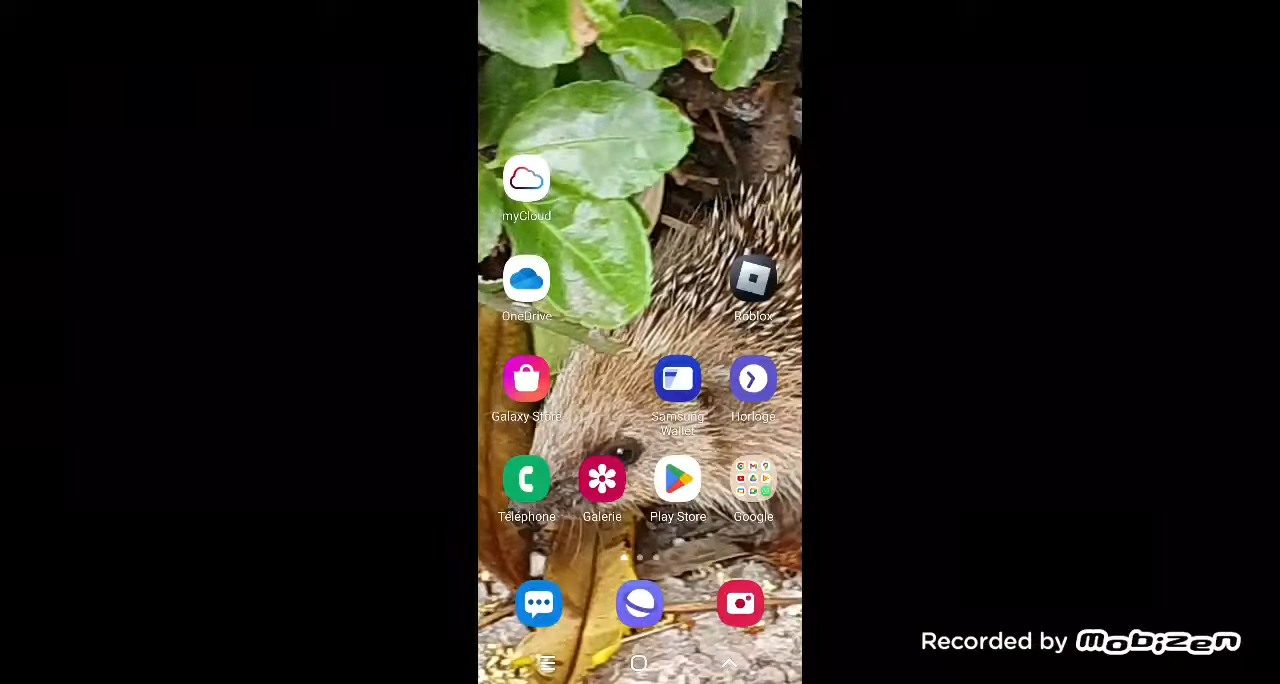 myCloud
OneDrive
Roblox
Galaxy Store
Samsung
Wallet
Horloge
Téléphone
Galerie
Play Store
Google
Recorded by mobizen